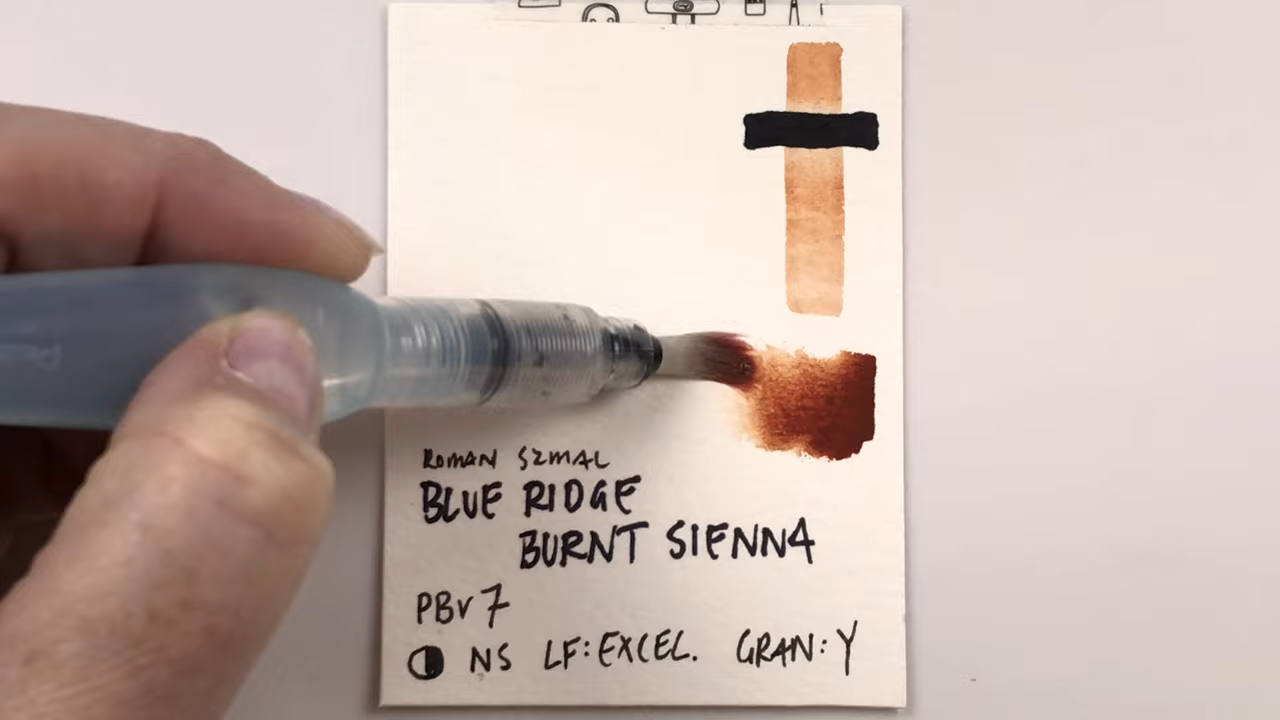 ROMAN SZMAL
BLUE RIDGE
BURNT SIENNA
PBr7
NS LF:EXCEL. GRAN:Y